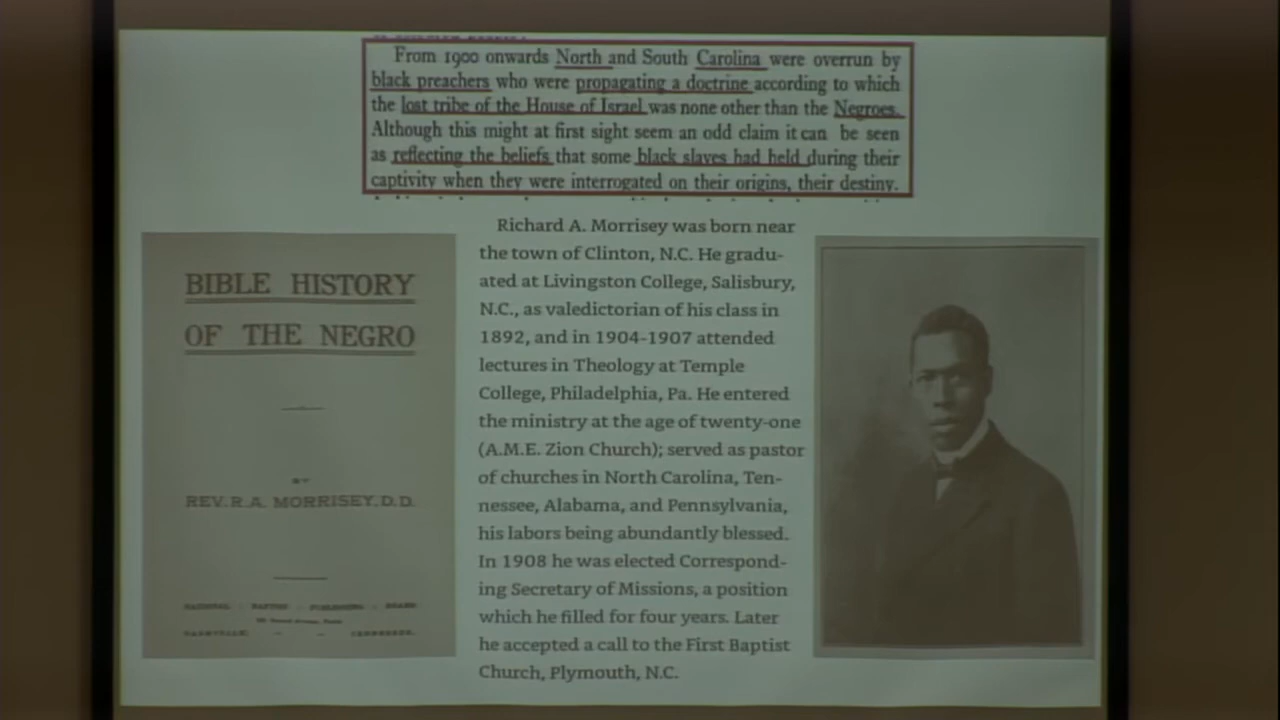 From 1900 onwards North and South Carolina were overrun by
black preachers who were propagating a doctrine according to which
the lost tribe of the House of Israel was none other than the Negroes.
Although this might at first sight seem an odd claim it can be seen
as reflecting the beliefs that some black slaves had held during their
captivity when they were interrogated on their origins, their destiny.
BIBLE HISTORY
OF THE NEGRO
BY
REV. R. A. MORRISEY, D. D.
NATIONAL BAPTIST PUBLISHING BOARD
NASHVILLE, - - TENNESSEE.
Richard A. Morrisey was born near
the town of Clinton, N.C. He gradu-
ated at Livingston College, Salisbury,
N.C., as valedictorian of his class in
1892, and in 1904-1907 attended
lectures in Theology at Temple
College, Philadelphia, Pa. He entered
the ministry at the age of twenty-one
(A.M.E. Zion Church); served as pastor
of churches in North Carolina, Ten-
nessee, Alabama, and Pennsylvania,
his labors being abundantly blessed.
In 1908 he was elected Correspond-
ing Secretary of Missions, a position
which he filled for four years. Later
he accepted a call to the First Baptist
Church, Plymouth, N.C.